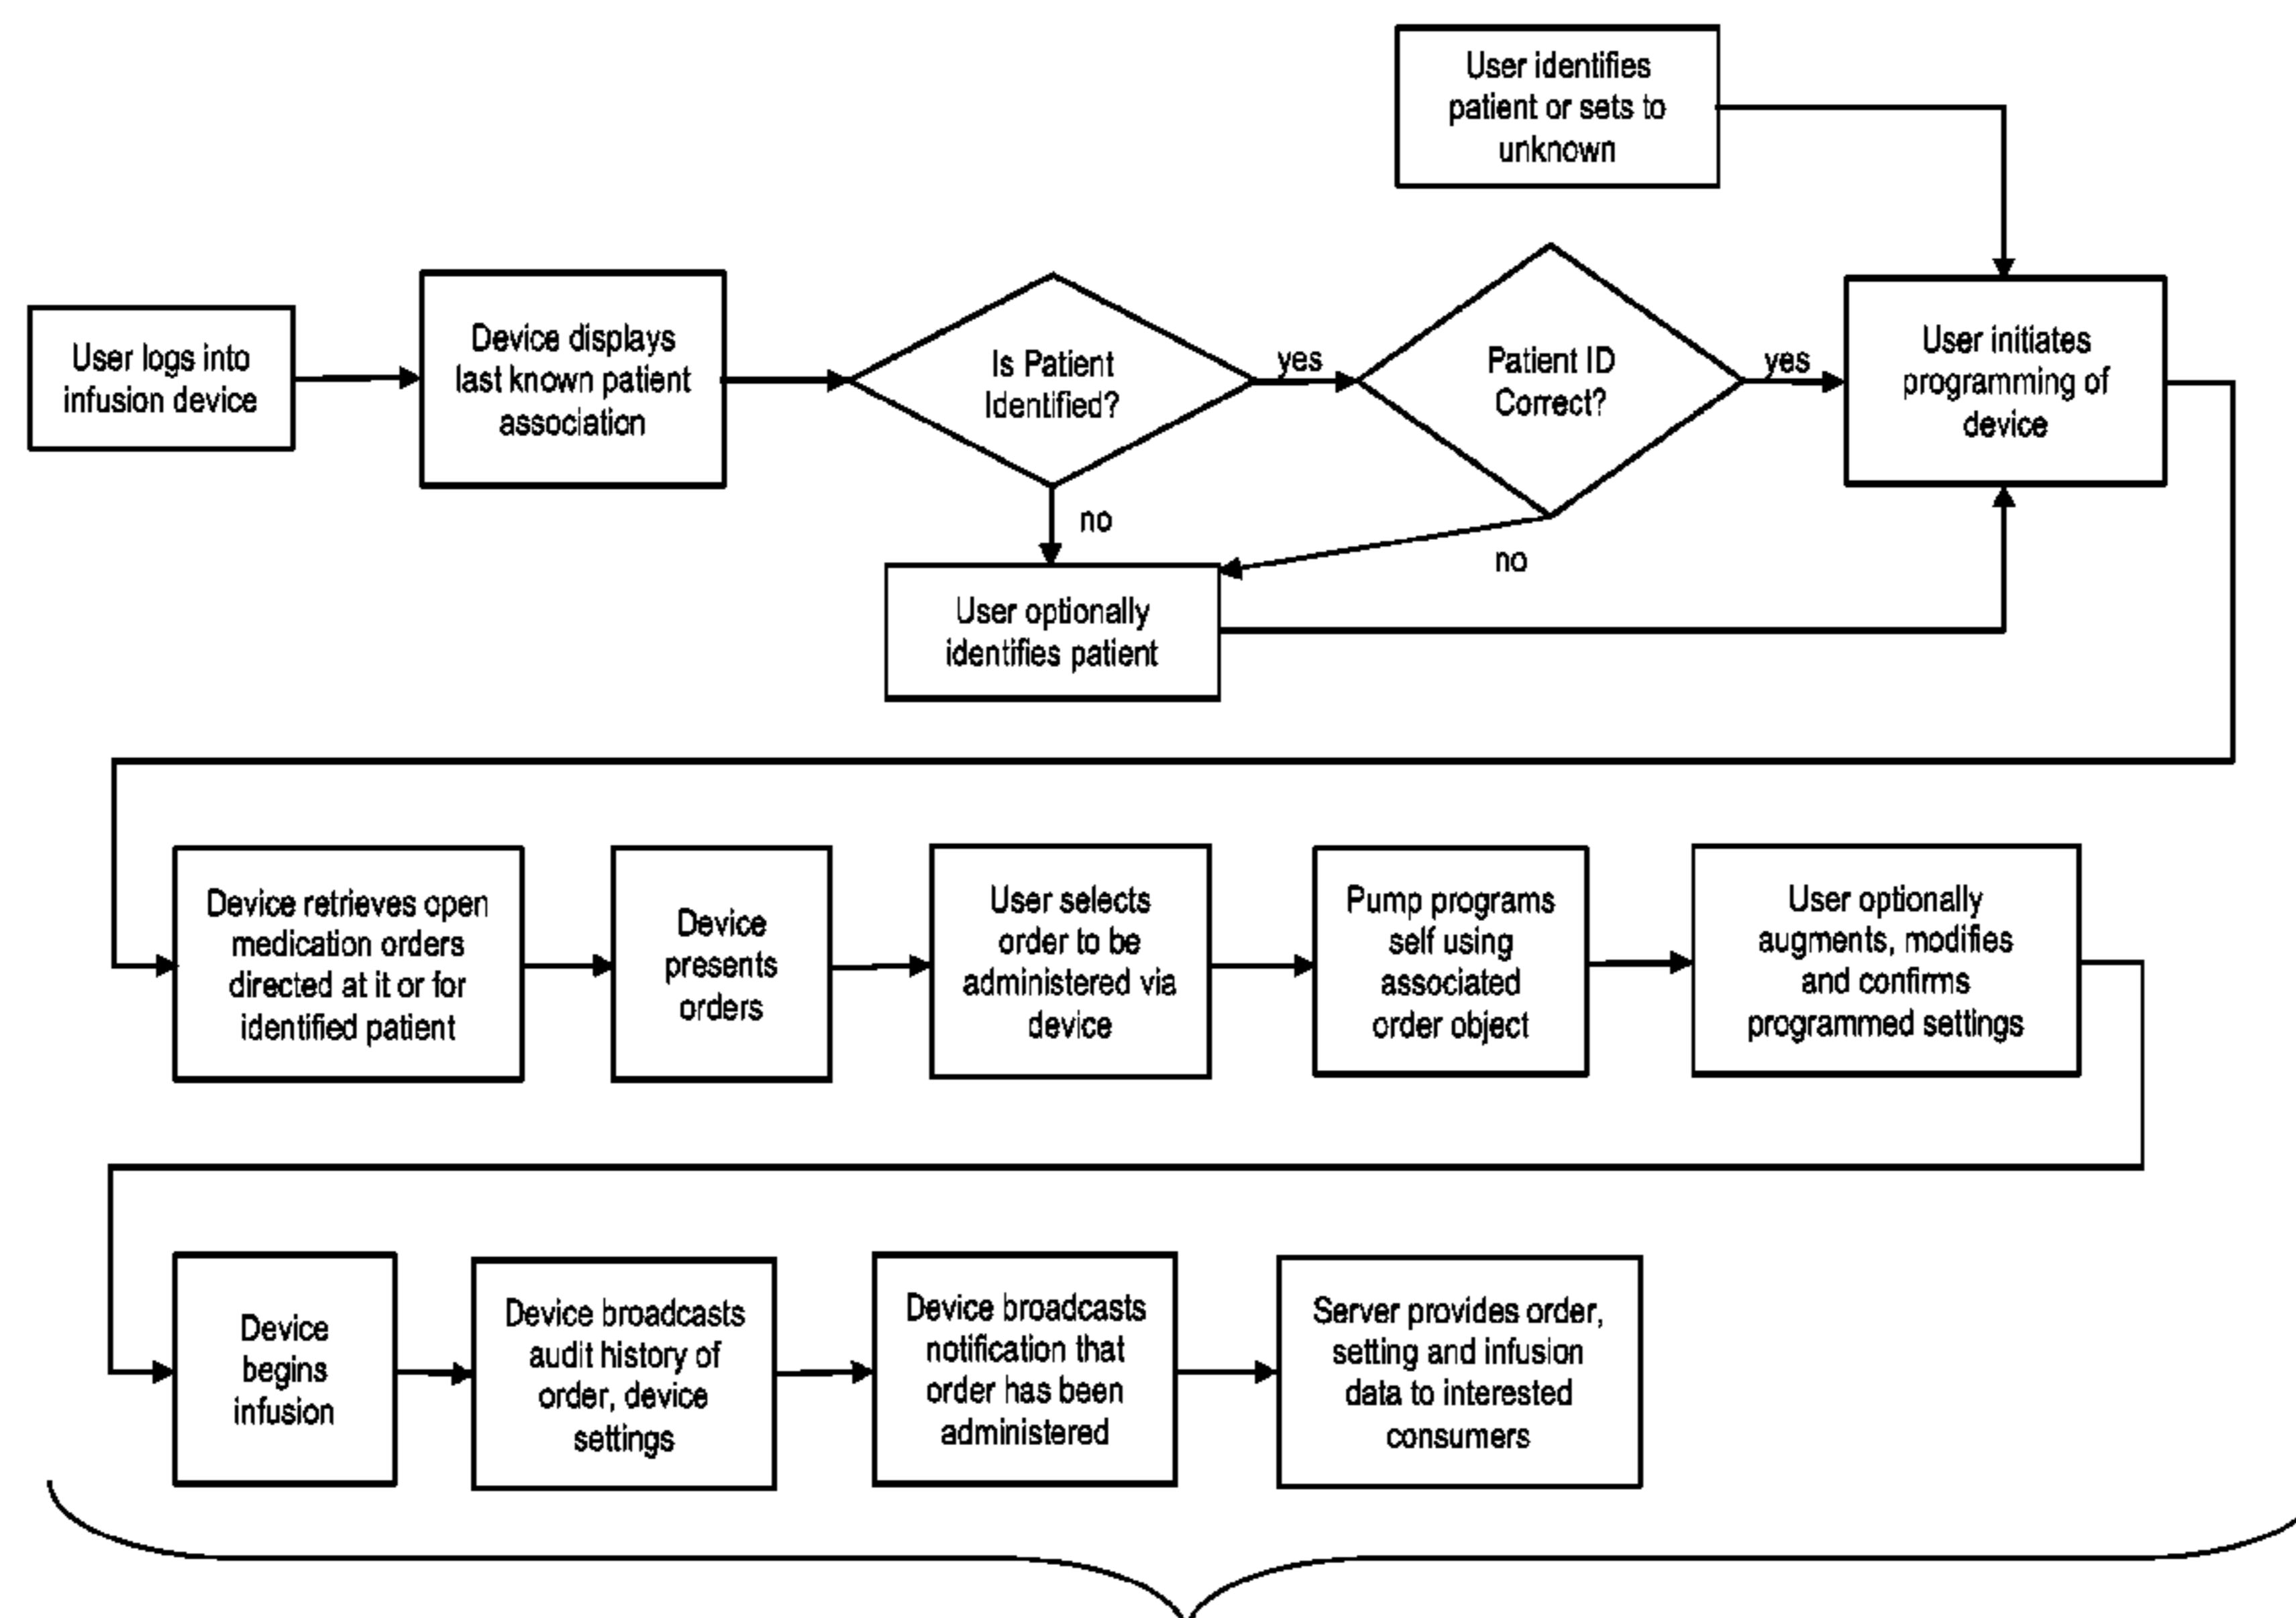 User identifies
patient or sets to
unknown
User logs into
infusion device
Device displays
last known patient
association
Is Patient
Identified?
yes
Patient ID
Correct?
yes
User initiates
programming of
device
no
no
User optionally
identifies patient
Device retrieves open
medication orders
directed at it or for
identified patient
Device
presents
orders
User selects
order to be
administered via
device
Pump programs
self using
associated
order object
User optionally
augments, modifies
and confirms
programmed settings
Device
begins
infusion
Device broadcasts
audit history of
order, device
settings
Device broadcasts
notification that
order has been
administered
Server provides order,
setting and infusion
data to interested
consumers